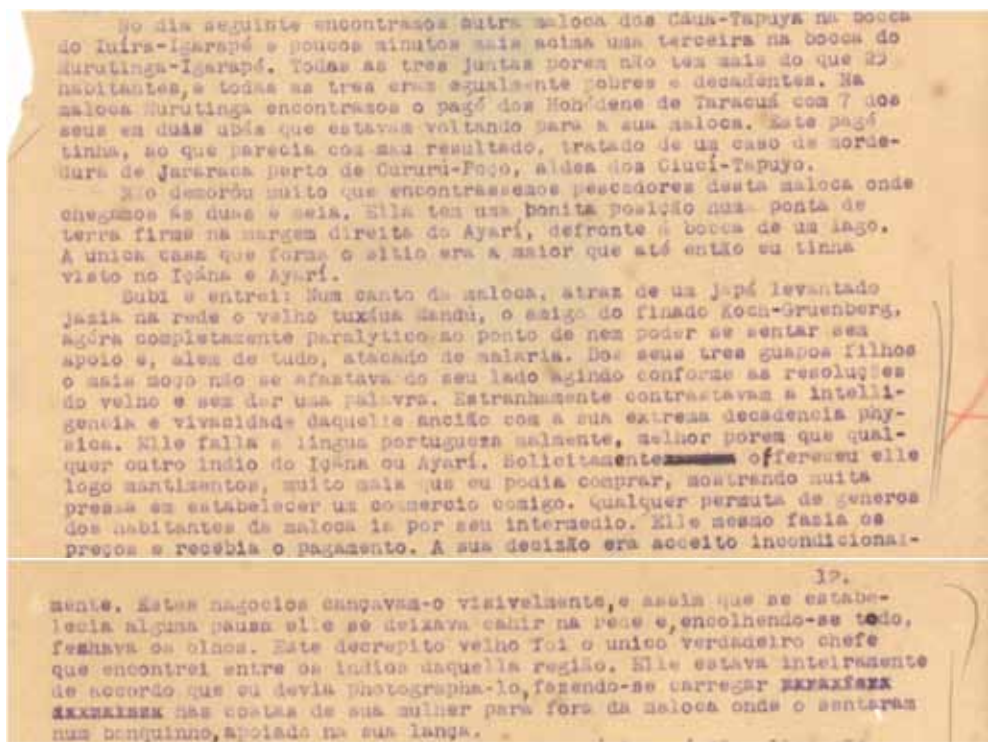 No dia seguinte encontramos outra maloca dos Cáua-Tapuya na bocca
do Iuíra-Igarapé e poucos minutos mais acima uma terceira na bocca do
Murutinga-Igarapé. Todas as tres juntas porem não tem mais do que 25
habitantes, e todas as tres eram egualmente pobres e decadentes. Na
maloca Murutinga encontramos o pagé dos Hohódene de Taracuá com 7 dos
seus em duas ubás que estavam voltando para a sua maloca. Este pagé
tinha, ao que parecia com mau resultado, tratado de um caso de morde-
dura de Jararaca perto de Cururú-Poço, aldea dos Ciucí-Tapuyo.
Não demorôu muito que encontrassemos pescadores desta maloca onde
chegamos ás duas e meia. Ella tem uma bonita posição numa ponta de
terra firme na margem direita do Ayarí, defronte á bocca de um lago.
A unica casa que forma o sitio era a maior que até então eu tinha
visto no Içána e Ayarí.
Subi e entrei: Num canto da maloca, atraz de um japá levantado
jazia na rede o velho tuxáua Mandú, o amigo do finado Koch-Gruenberg,
agóra completamente paralytico ao ponto de nem poder se sentar sem
apoio e, alem de tudo, atacado de malaria. Dos seus tres guapos filhos
o mais moço não se afastava do seu lado agindo conforme as resoluções
do velho e sem dar uma palavra. Estranhamente contrastavam a intelli-
gencia e vivacidade daquelle ancião com a sua extrema decadencia phy-
sica. Elle falla a lingua portugueza malmente, melhor porem que qual-
quer outro indio do Içána ou Ayarí. Solicitamente offereceu elle
logo mantimentos, muito mais que eu podia comprar, mostrando muita
pressa em estabelecer um commercio comigo. Qualquer permuta de generos
dos habitantes da maloca ia por seu intermedio. Elle mesmo fazia os
preços e recebia o pagamento. A sua decizão era acceito incondicional-
12.
mente. Estes nagocios cançavam-o visivelmente, e assim que se estabe-
lecia alguma pausa elle se deixava cahir na rede e, encolhendo-se todo,
feshava os olhos. Este decrepito velho foi o unico verdadeiro chefe
que encontrei entre os indios daquella região. Elle estava inteiramente
de accordo que eu devia photographa-lo, fazendo-se carregar
nas costas de sua mulher para fora da maloca onde o sentaram
num banquinho, apoiado na sua lança.